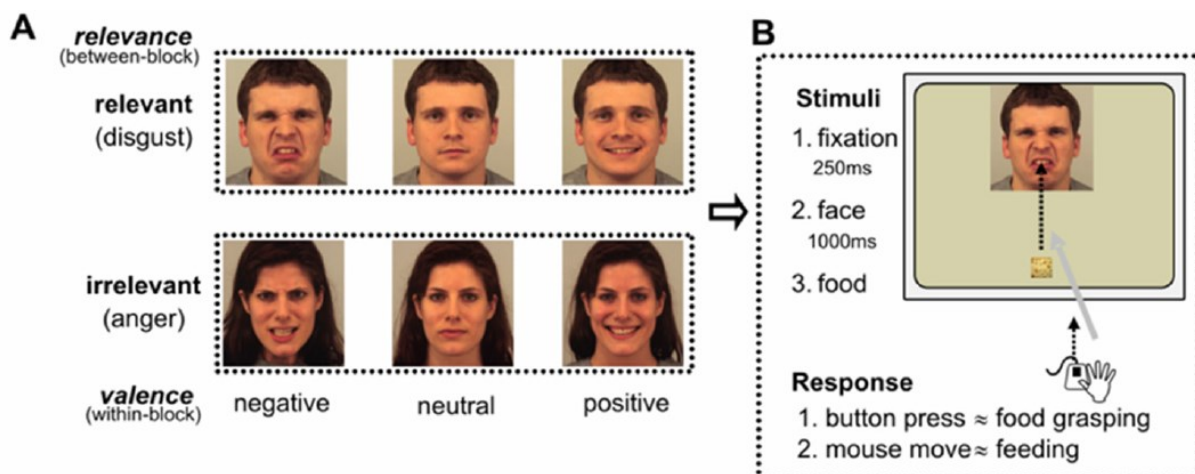 A
relevance
(between-block)
relevant
(disgust)
irrelevant
(anger)
valence
(within-block)
negative
neutral
positive
B
Stimuli
1. fixation
250ms
2. face
1000ms
3. food
Response
1. button press ≈ food grasping
2. mouse move≈ feeding